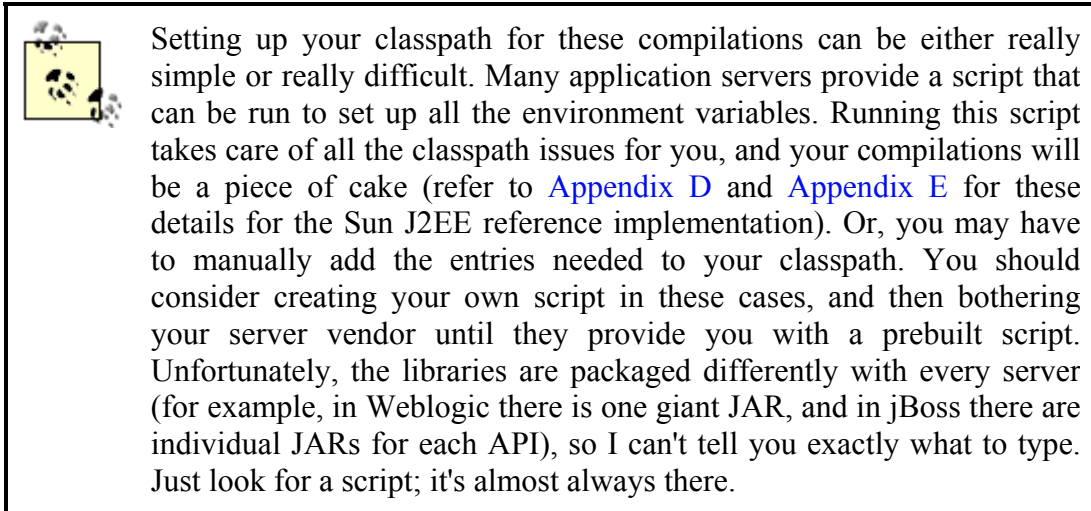 Setting up your classpath for these compilations can be either really
simple or really difficult. Many application servers provide a script that
can be run to set up all the environment variables. Running this script
takes care of all the classpath issues for you, and your compilations will
be a piece of cake (refer to Appendix D and Appendix E for these
details for the Sun J2EE reference implementation). Or, you may have
to manually add the entries needed to your classpath. You should
consider creating your own script in these cases, and then bothering
your server vendor until they provide you with a prebuilt script.
Unfortunately, the libraries are packaged differently with every server
(for example, in Weblogic there is one giant JAR, and in jBoss there are
individual JARs for each API), so I can't tell you exactly what to type.
Just look for a script; it's almost always there.